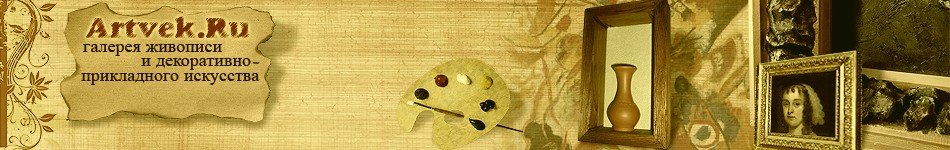 Artvek.Ru
галерея живописи
и декоративно-
прикладного искусства